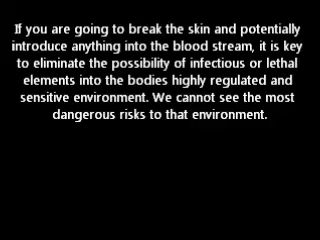 If you are going to break the skin and potentially
introduce anything into the blood stream, it is key
to eliminate the possibility of infectious or lethal
elements into the bodies highly regulated and
sensitive environment. We cannot see the most
dangerous risks to that environment.